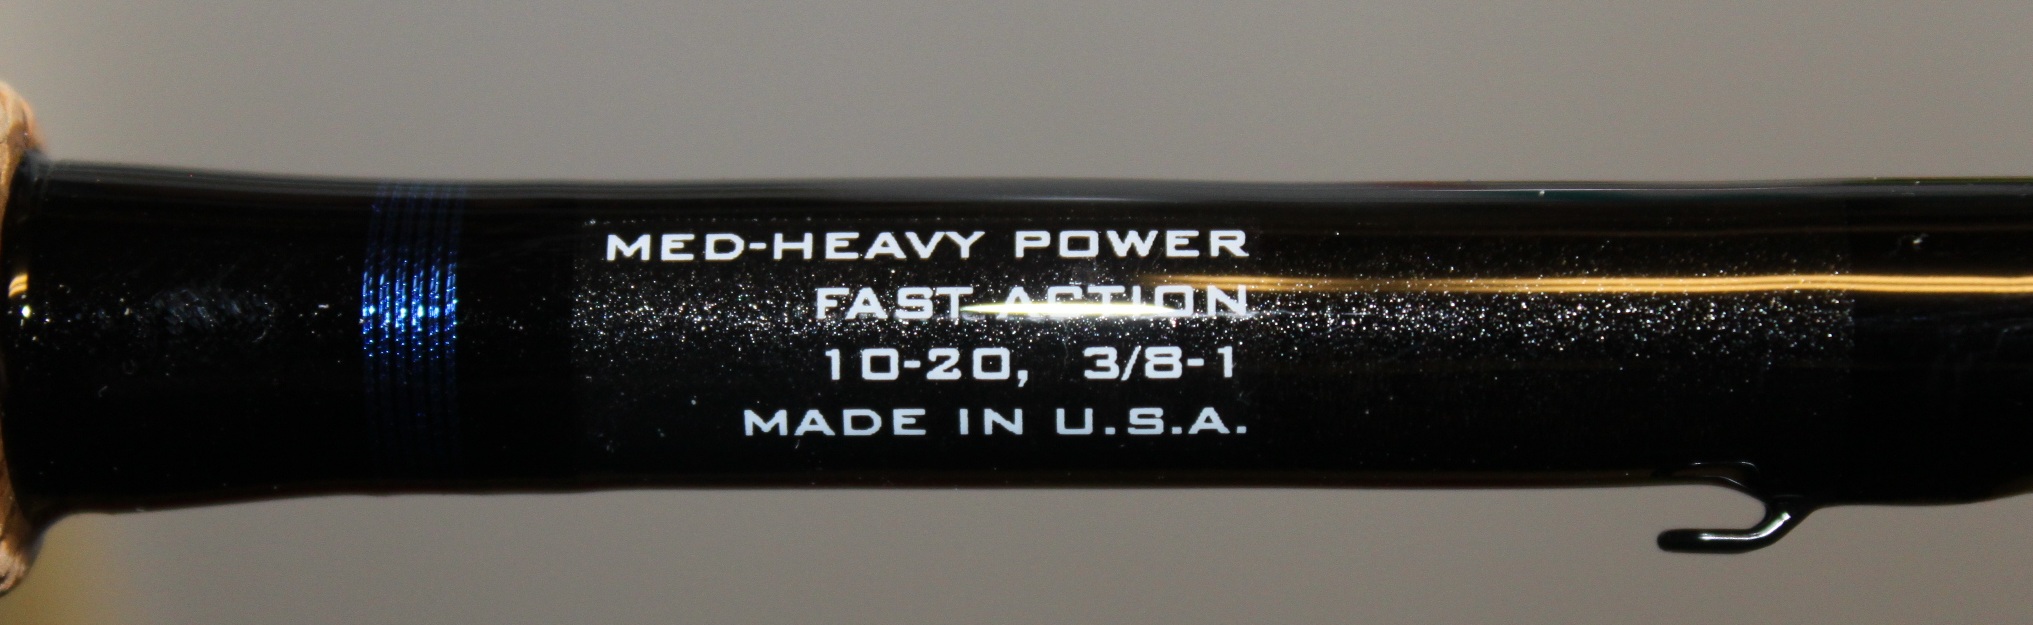 MED-HEAVY POWER
FAST ACTION
10-20, 3/8-1
MADE IN U.S.A.